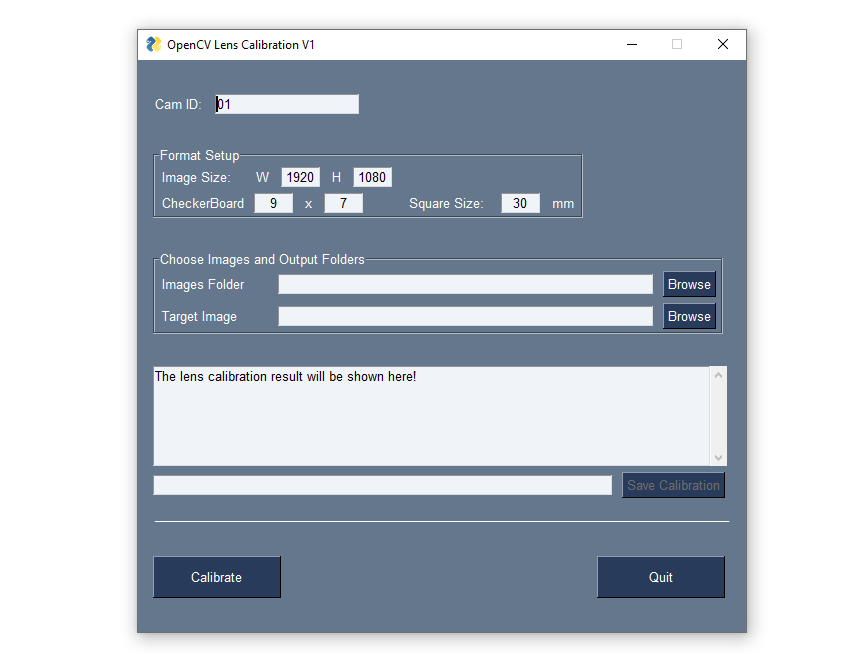 OpenCV Lens Calibration V1
Cam ID: 01
Format Setup
Image Size: W 1920 H 1080
CheckerBoard 9 x 7 Square Size: 30 mm
Choose Images and Output Folders
Images Folder Browse
Target Image Browse
The lens calibration result will be shown here!
Save Calibration
Calibrate Quit